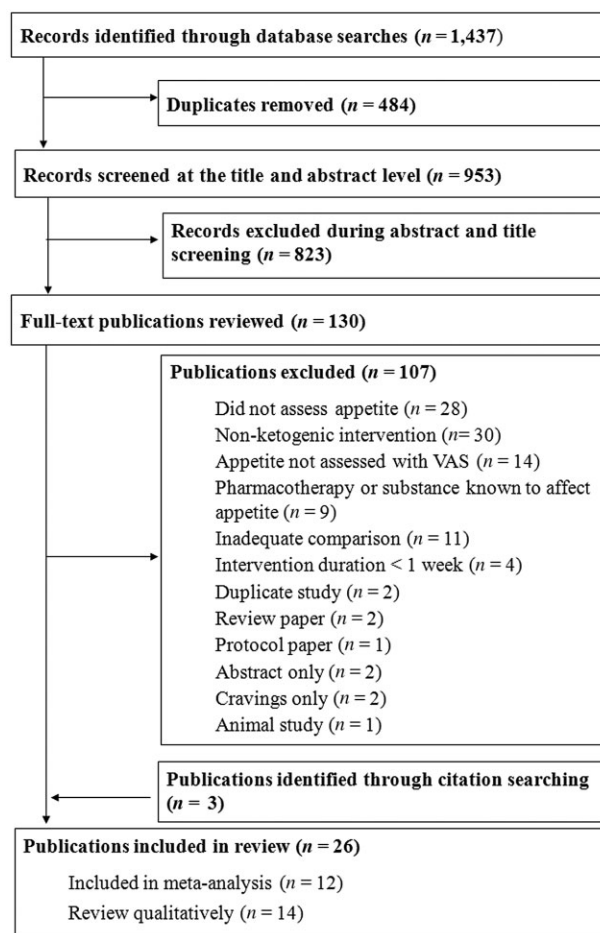 Records identified through database searches (n = 1,437)
Duplicates removed (n = 484)
Records screened at the title and abstract level (n = 953)
Records excluded during abstract and title
screening (n = 823)
Full-text publications reviewed (n = 130)
Publications excluded (n = 107)
Did not assess appetite (n = 28)
Non-ketogenic intervention (n= 30)
Appetite not assessed with VAS (n = 14)
Pharmacotherapy or substance known to affect
appetite (n = 9)
Inadequate comparison (n = 11)
Intervention duration < 1 week (n = 4)
Duplicate study (n = 2)
Review paper (n = 2)
Protocol paper (n = 1)
Abstract only (n = 2)
Cravings only (n = 2)
Animal study (n = 1)
Publications identified through citation searching
(n = 3)
Publications included in review (n = 26)
Included in meta-analysis (n = 12)
Review qualitatively (n = 14)